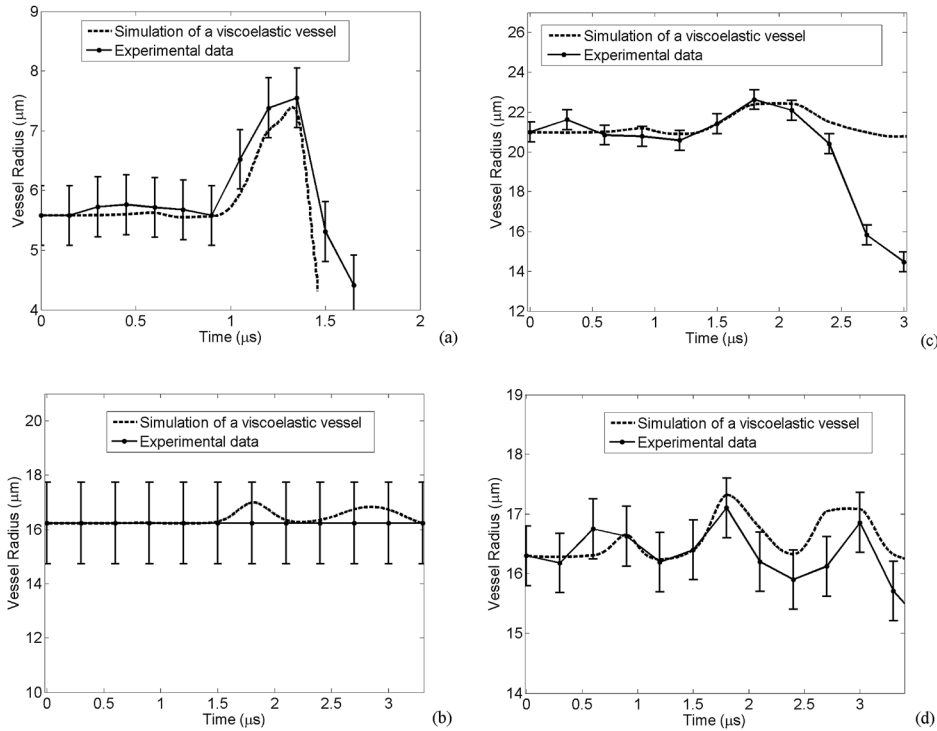 9
8
7
6
5
4
Vessel Radius (μm)
Simulation of a viscoelastic vessel
Experimental data
0
0.5
1
1.5
2
Time (μs)
(a)
26
24
22
20
18
16
14
12
Vessel Radius (μm)
Simulation of a viscoelastic vessel
Experimental data
0
0.5
1
1.5
2
2.5
3
Time (μs)
(c)
20
18
16
14
12
10
Vessel Radius (μm)
Simulation of a viscoelastic vessel
Experimental data
0
0.5
1
1.5
2
2.5
3
Time (μs)
(b)
19
18
17
16
15
14
Vessel Radius (μm)
Simulation of a viscoelastic vessel
Experimental data
0
0.5
1
1.5
2
2.5
3
Time (μs)
(d)